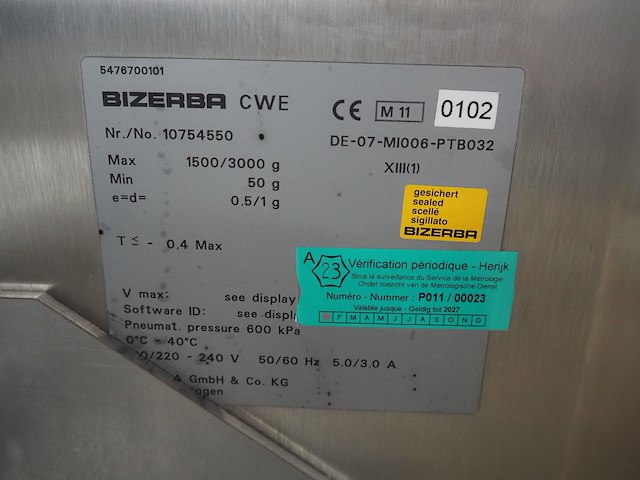 5476700101
BIZERBA CWE
CE M 11 0102
Nr./No. 10754550
DE-07-MI006-PTB032
Max 1500/3000 g
XIII(1)
Min 50 g
e=d= 0,5/1 g
gesichert
sealed
scellé
sigillato
BIZERBA
T ≤ - 0,4 Max
A 23 Vérification périodique - Herijk
Sous la surveillance du Service de la Métrologie
Onder toezicht van de Metrologische Dienst
Numéro - Nummer : P011 / 00023
Valable jusque - Geldig tot 2027
F M A M J J A S O N D
V max: see display
Software ID: see
Pneumat. pressure 600 kPa
0°C - 40°C
/220 - 240 V 50/60 Hz 5.0/3.0 A
GmbH & Co. KG